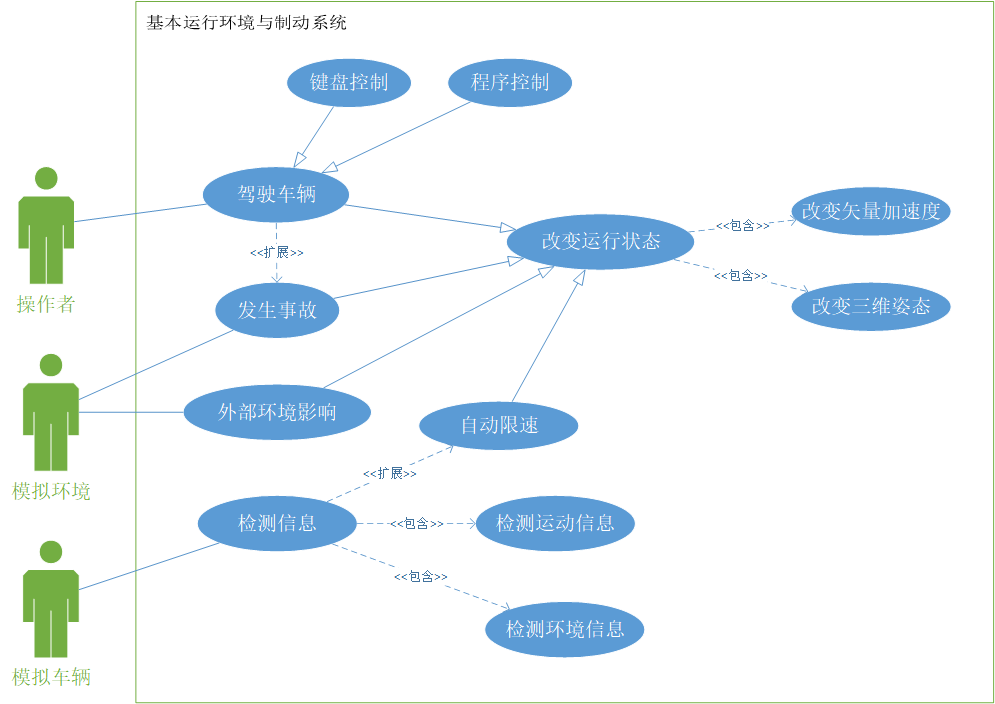 基本运行环境与制动系统
键盘控制
程序控制
驾驶车辆
改变矢量加速度
<<包含>>
改变运行状态
<<扩展>>
<<包含>>
操作者
发生事故
改变三维姿态
外部环境影响
自动限速
<<扩展>>
模拟环境
检测信息
<<包含>>
检测运动信息
<<包含>>
检测环境信息
模拟车辆